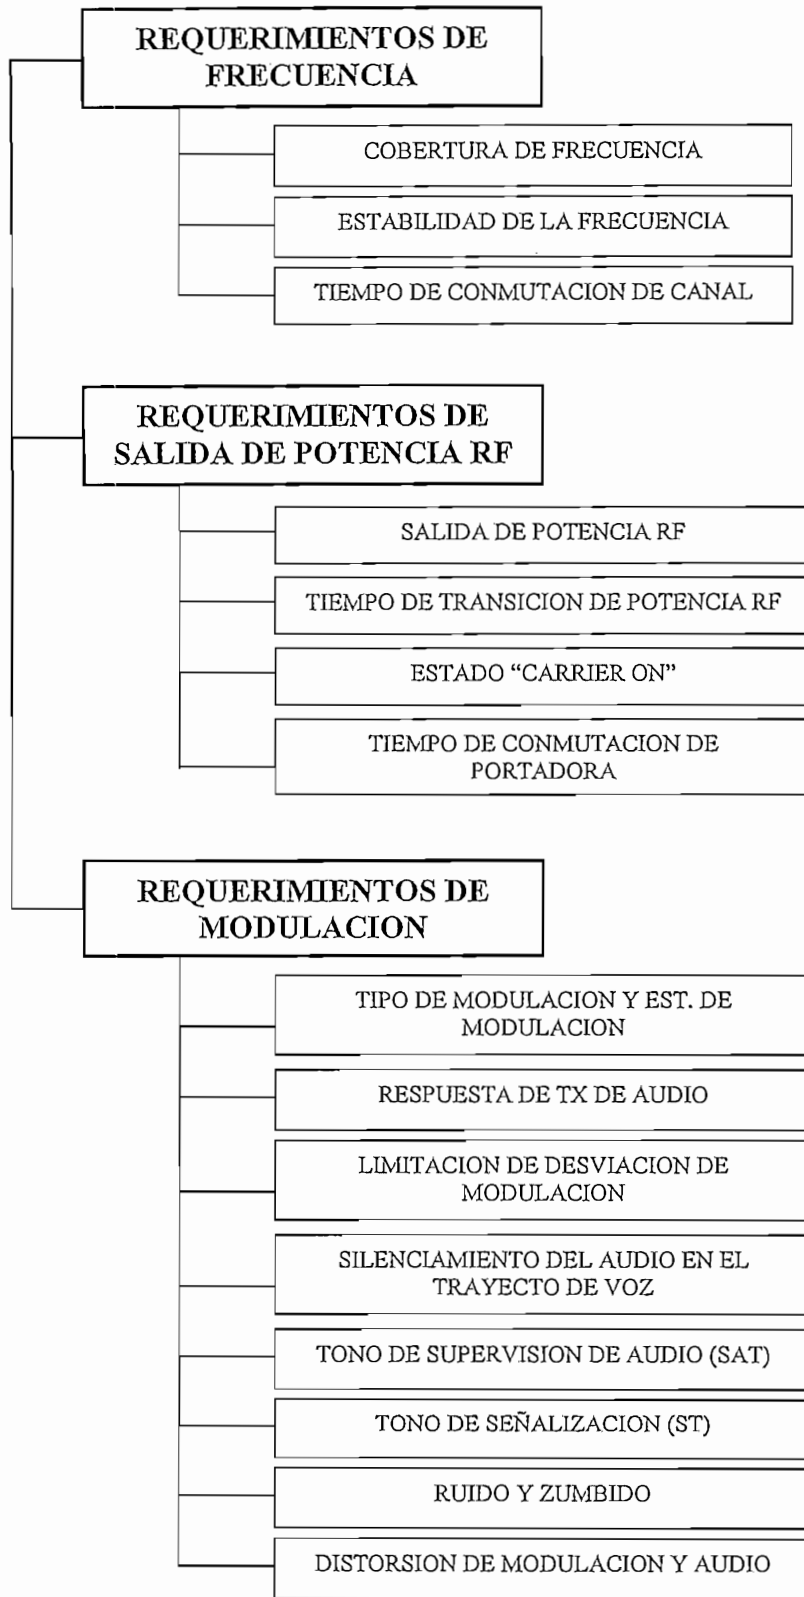 REQUERIMIENTOS DE
FRECUENCIA
COBERTURA DE FRECUENCIA
ESTABILIDAD DE LA FRECUENCIA
TIEMPO DE CONMUTACION DE CANAL
REQUERIMIENTOS DE
SALIDA DE POTENCIA RF
SALIDA DE POTENCIA RF
TIEMPO DE TRANSICION DE POTENCIA RF
ESTADO “CARRIER ON”
TIEMPO DE CONMUTACION DE
PORTADORA
REQUERIMIENTOS DE
MODULACION
TIPO DE MODULACION Y EST. DE
MODULACION
RESPUESTA DE TX DE AUDIO
LIMITACION DE DESVIACION DE
MODULACION
SILENCIAMIENTO DEL AUDIO EN EL
TRAYECTO DE VOZ
TONO DE SUPERVISION DE AUDIO (SAT)
TONO DE SEÑALIZACION (ST)
RUIDO Y ZUMBIDO
DISTORSION DE MODULACION Y AUDIO